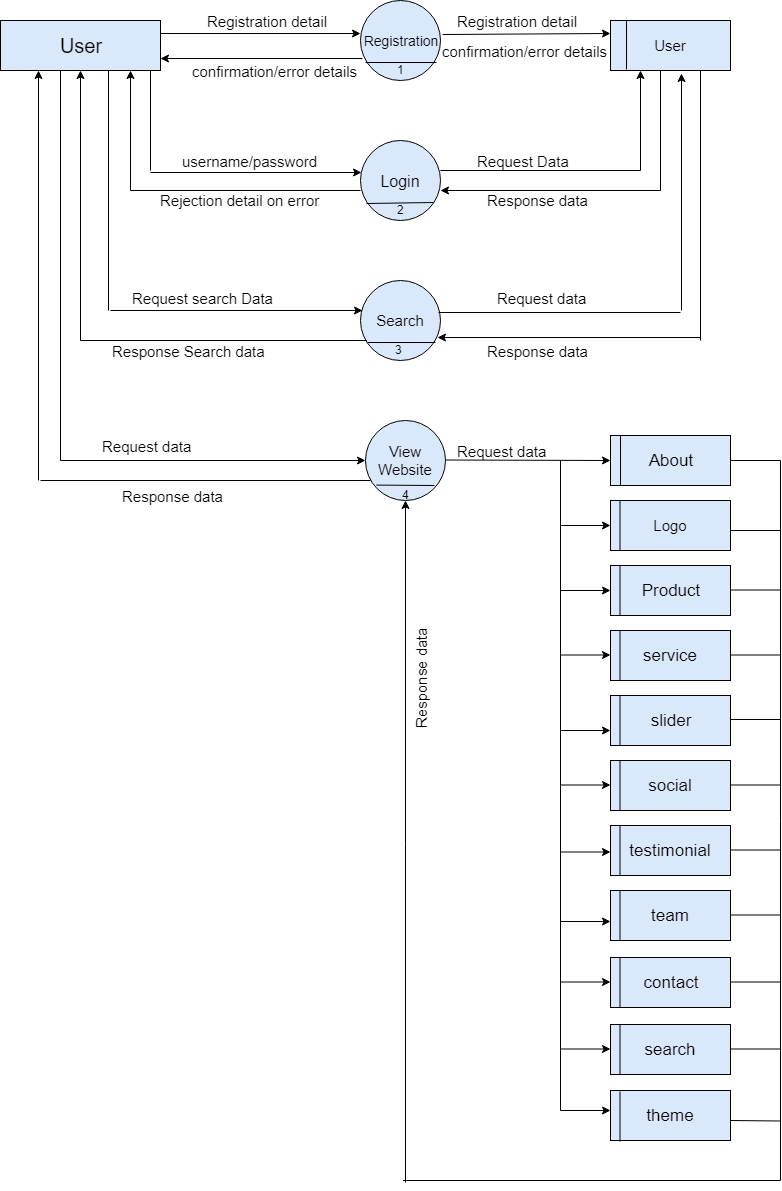 Registration detail
Registration detail
User
Registration
User
confirmation/error details
confirmation/error details
1
username/password
Request Data
Login
Rejection detail on error
Response data
2
Request search Data
Request data
Search
Response Search data
Response data
3
Request data
View
Website
Request data
About
Response data
4
Logo
Product
Response data
service
slider
social
testimonial
team
contact
search
theme